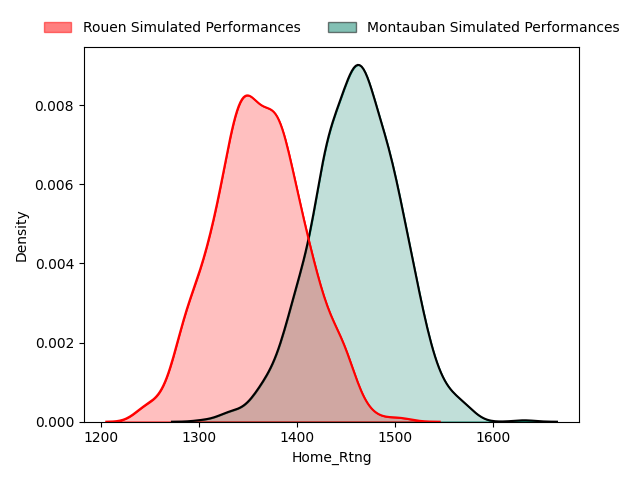 Rouen Simulated Performances Montauban Simulated Performances
0.008
0.006
0.004
0.002
0.000
Density
1200 1300 1400 1500 1600
Home_Rtng